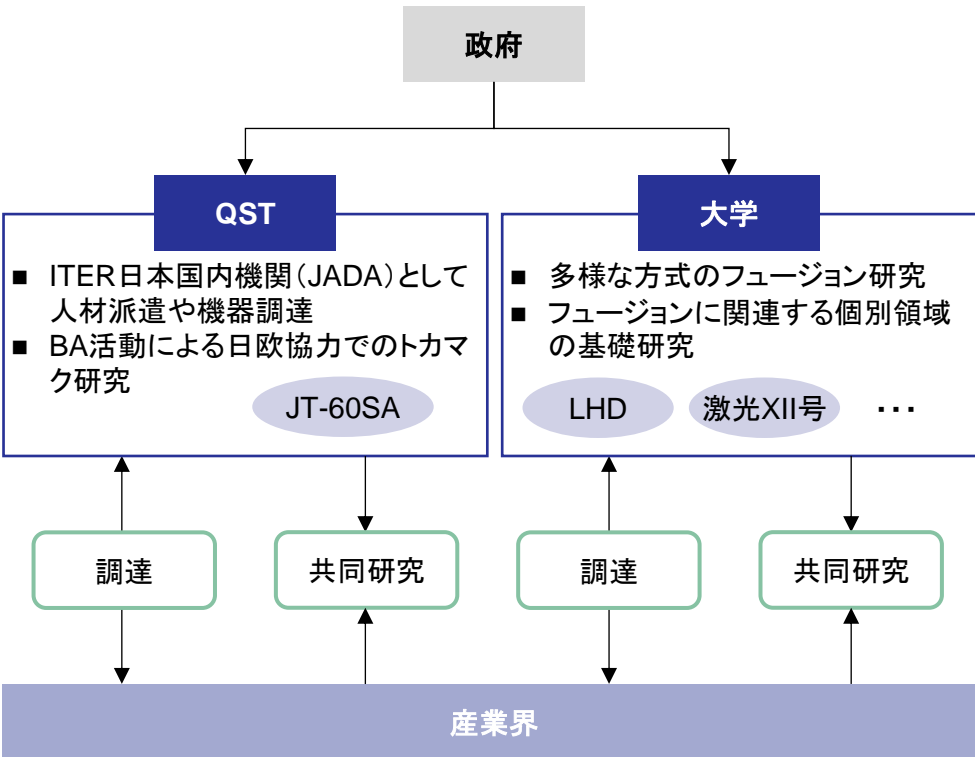 政府
QST
■ ITER日本国内機関（JADA）として
人材派遣や機器調達
■ BA活動による日欧協力でのトカマ
ク研究
JT-60SA
大学
■ 多様な方式のフュージョン研究
■ フュージョンに関連する個別領域
の基礎研究
LHD
激光XII号
･･･
調達
共同研究
調達
共同研究
産業界